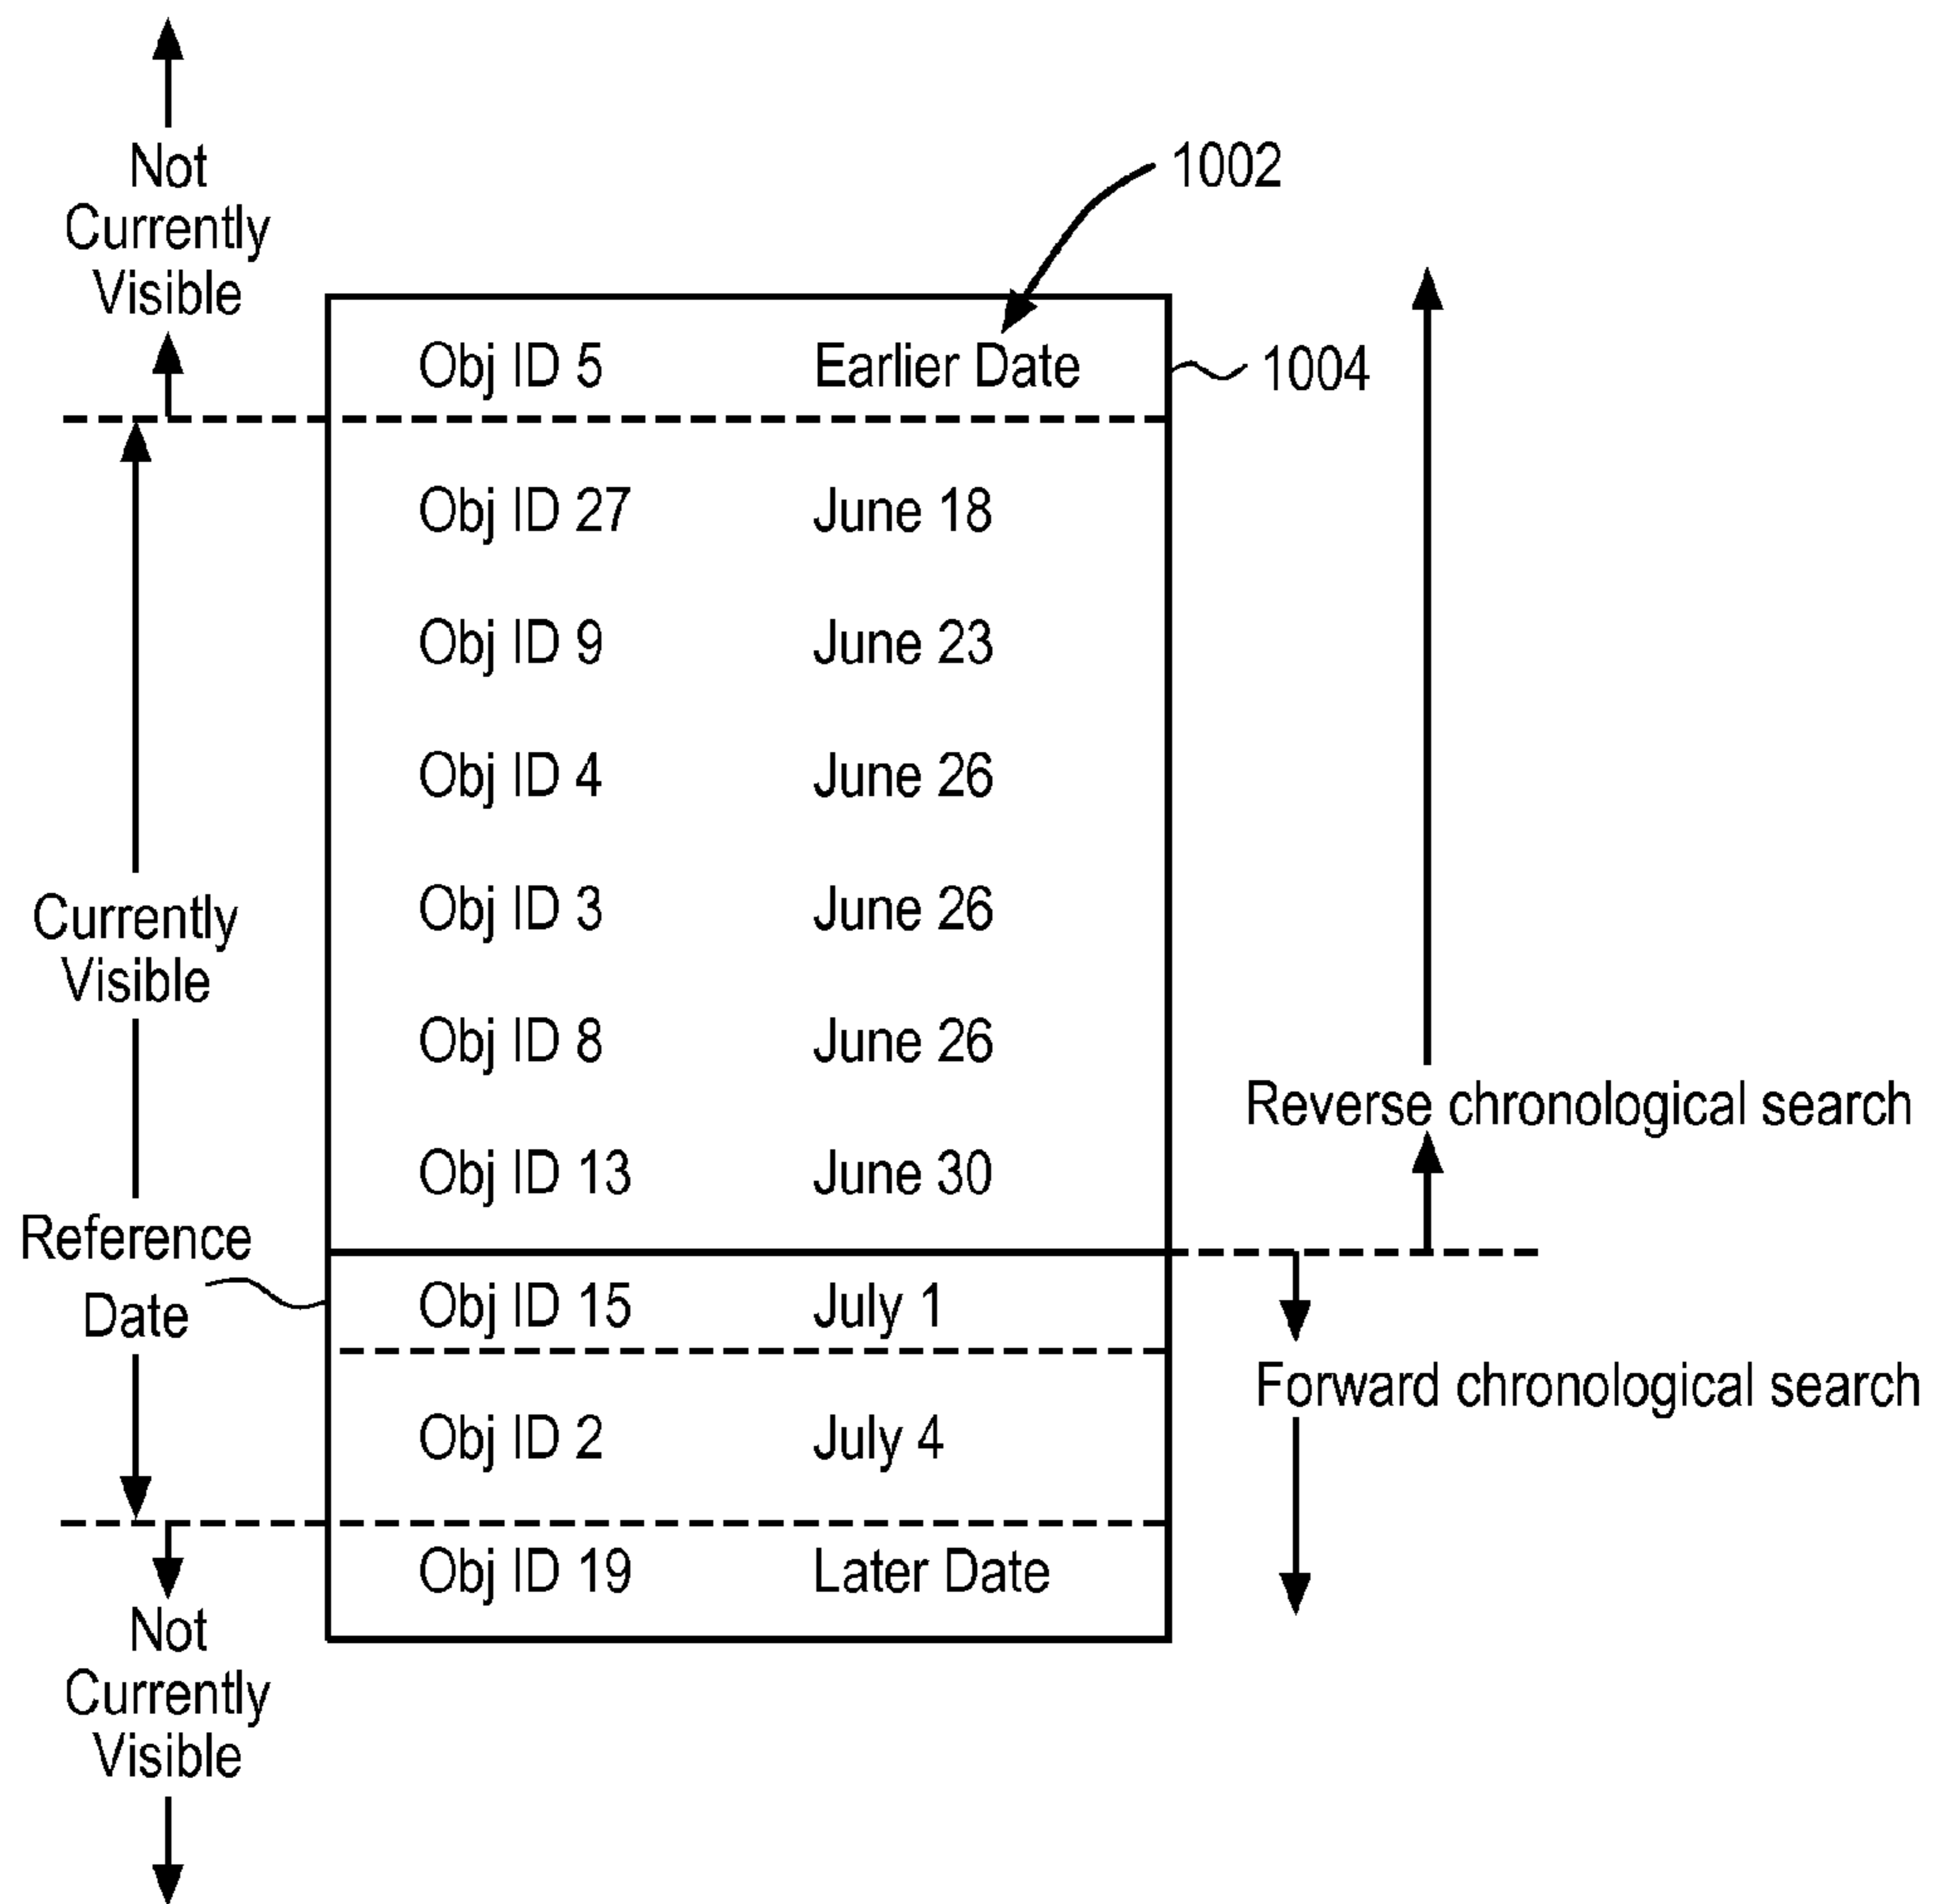 Not
Currently
Visible
1002
Obj ID 5 Earlier Date
1004
Obj ID 27 June 18
Obj ID 9 June 23
Obj ID 4 June 26
Obj ID 3 June 26
Currently
Visible
Obj ID 8 June 26
Reverse chronological search
Obj ID 13 June 30
Reference
Date
Obj ID 15 July 1
Forward chronological search
Obj ID 2 July 4
Obj ID 19 Later Date
Not
Currently
Visible